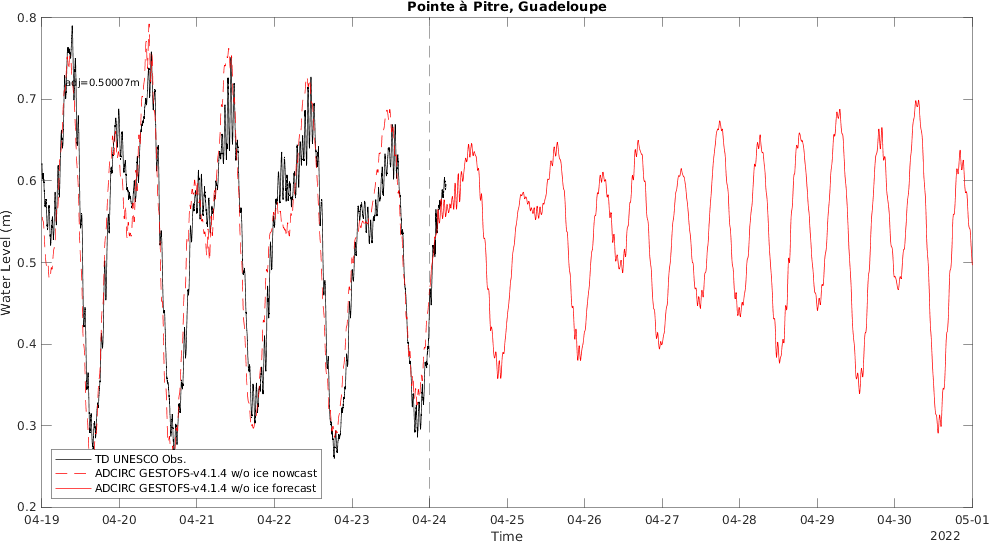 Pointe à Pitre, Guadeloupe
0.8
0.7
0.6
0.5
0.4
0.3
0.2
Water Level (m)
adj=0.50007m
TD UNESCO Obs.
ADCIRC GESTOFS-v4.1.4 w/o ice nowcast
ADCIRC GESTOFS-v4.1.4 w/o ice forecast
04-19 04-20 04-21 04-22 04-23 04-24 04-25 04-26 04-27 04-28 04-29 04-30 05-01
Time
2022